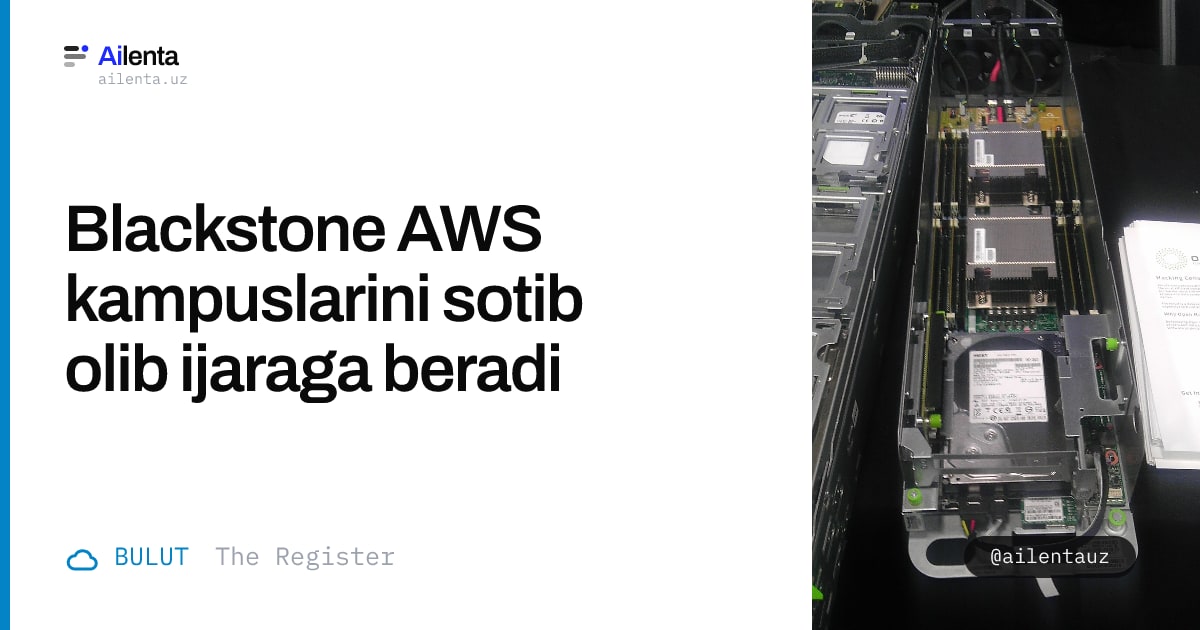 Ailenta
ailenta.uz
Blackstone AWS
kampuslarini sotib
olib ijaraga beradi
BULUT The Register
@ailentauz